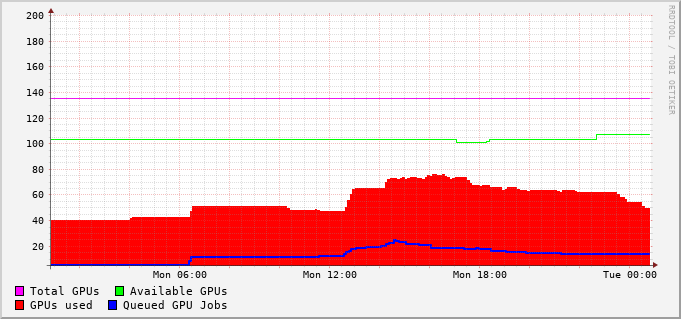 200
180
160
140
120
100
80
60
40
20
Mon 06:00 Mon 12:00 Mon 18:00 Tue 00:00
Total GPUs Available GPUs
GPUs used Queued GPU Jobs
RRDTOOL / TOBI OETIKER